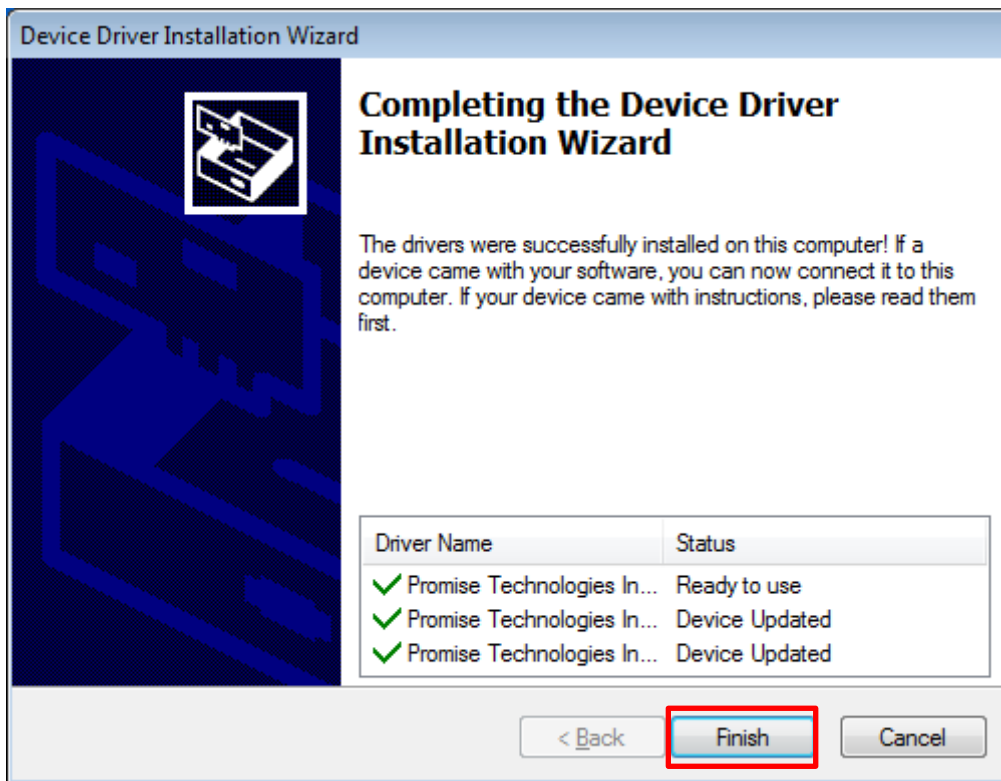 Device Driver Installation Wizard
Completing the Device Driver
Installation Wizard
The drivers were successfully installed on this computer! If a
device came with your software, you can now connect it to this
computer. If your device came with instructions, please read them
first.
Driver Name Status
Promise Technologies In... Ready to use
Promise Technologies In... Device Updated
Promise Technologies In... Device Updated
< Back Finish Cancel